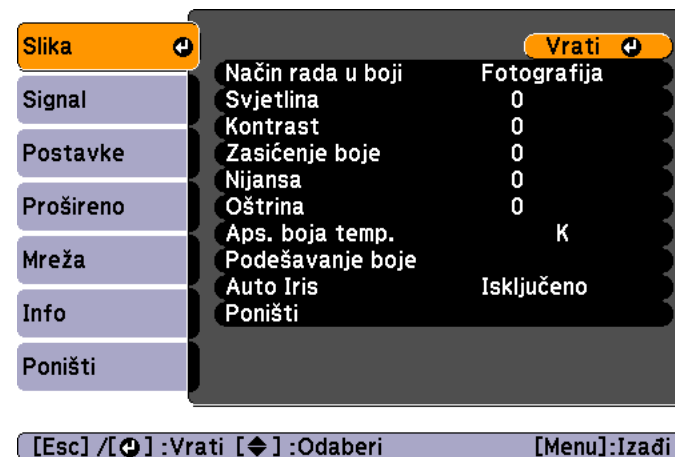 Slika
Signal
Postavke
Prošireno
Mreža
Info
Poništi
Vrati
Način rada u boji Fotografija
Svjetlina 0
Kontrast 0
Zasićenje boje 0
Nijansa 0
Oštrina 0
Aps. boja temp. K
Podešavanje boje
Auto Iris Isključeno
Poništi
[Esc] /[⏎] :Vrati [◆] :Odaberi [Menu]:Izađi